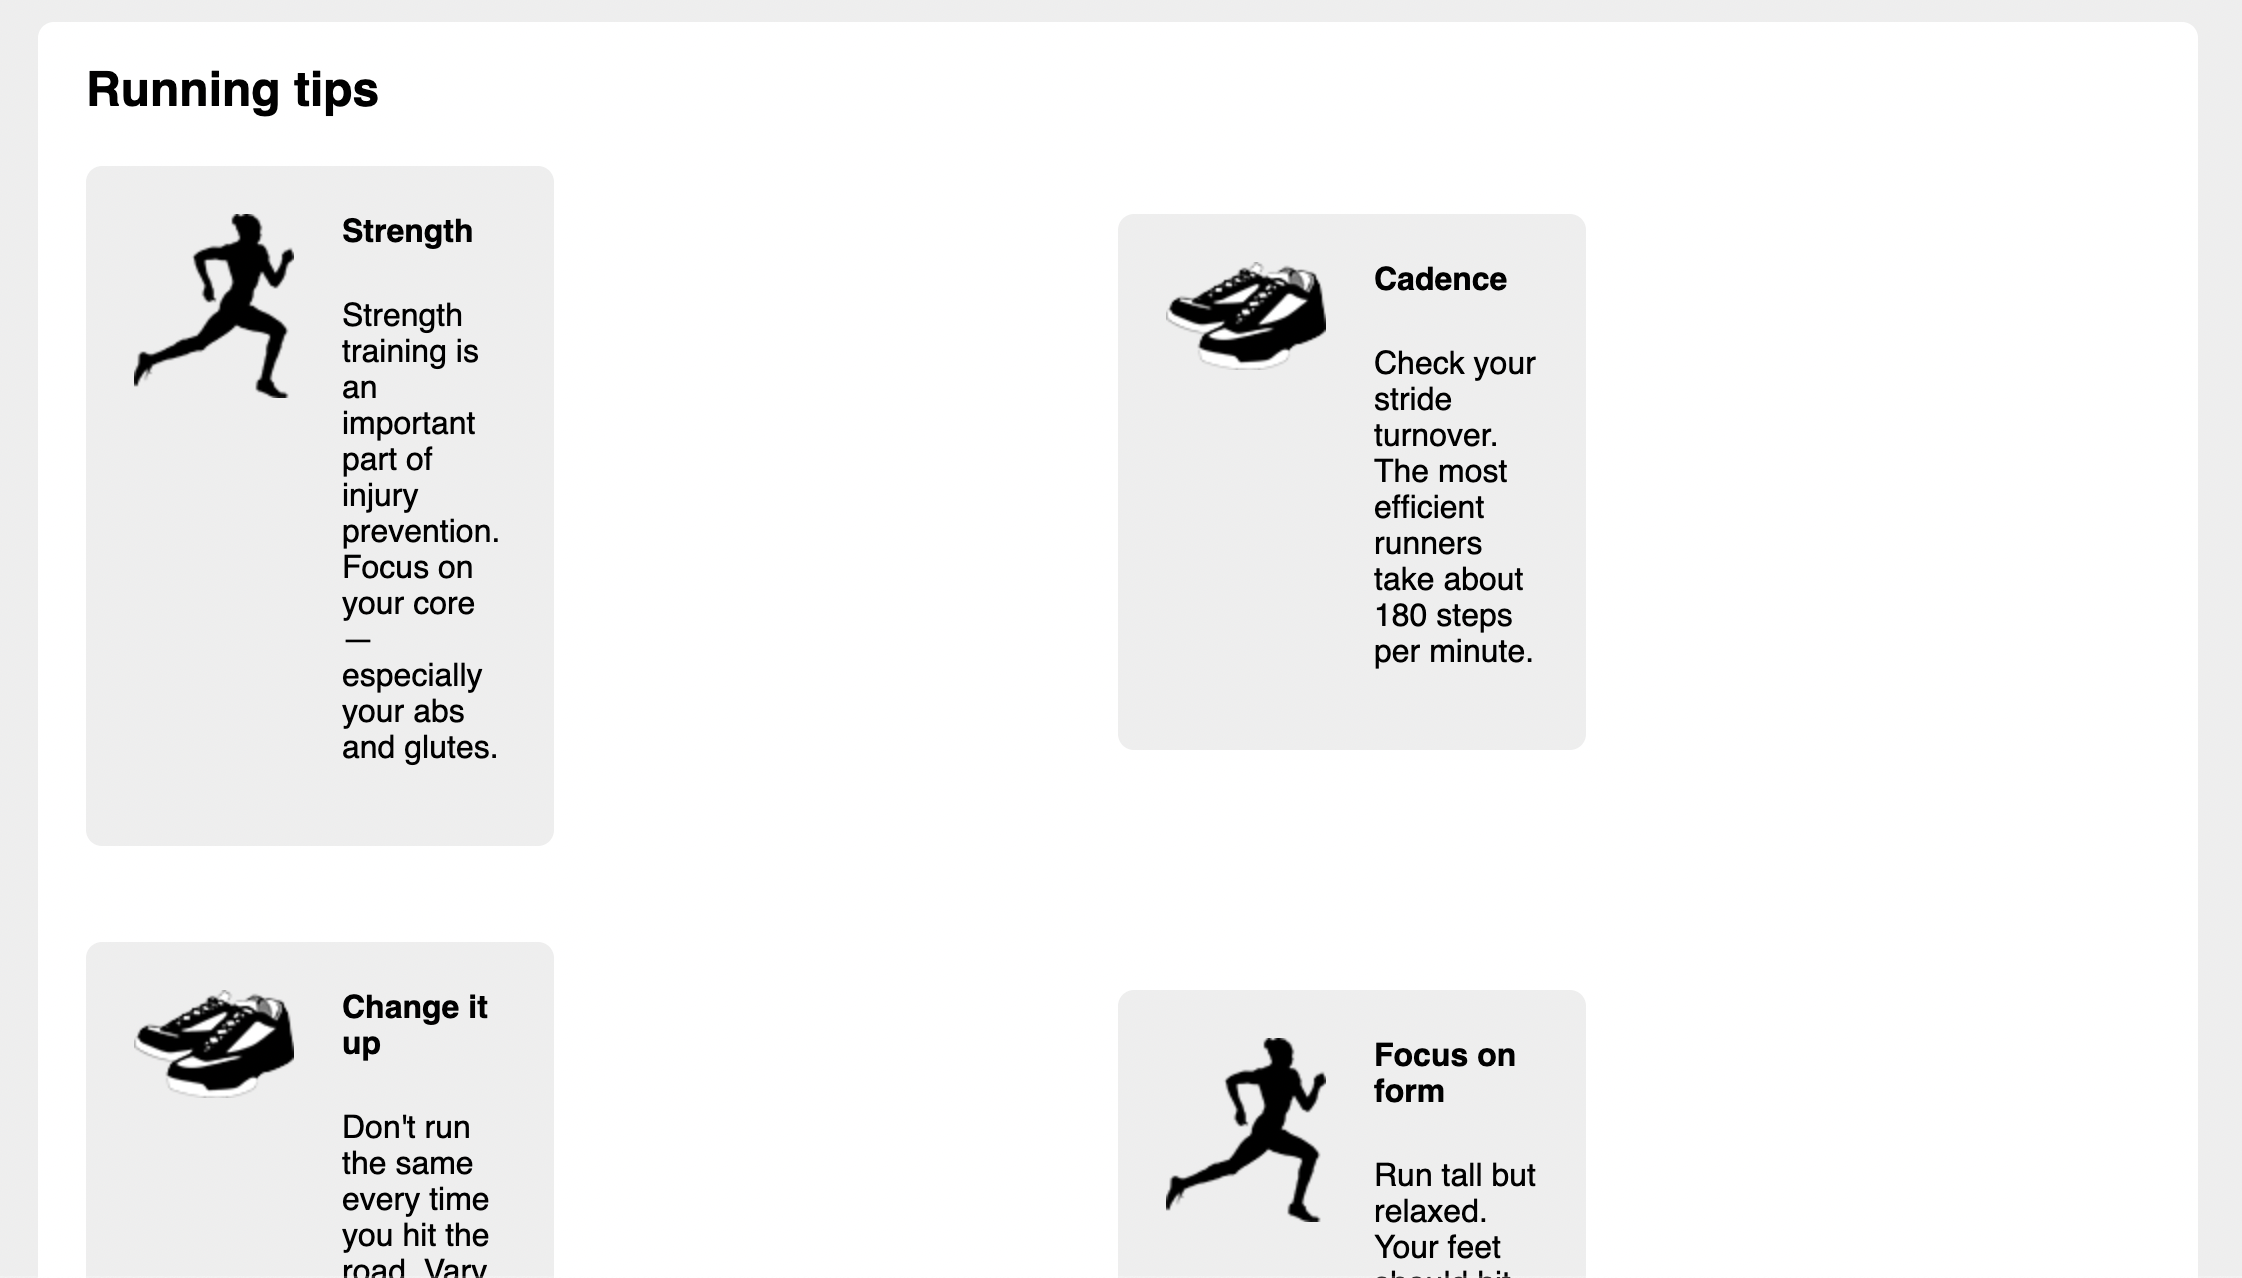 Running tips
Strength
Strength
training is
an
important
part of
injury
prevention.
Focus on
your core
—
especially
your abs
and glutes.
Cadence
Check your
stride
turnover.
The most
efficient
runners
take about
180 steps
per minute.
Change it
up
Don't run
the same
every time
you hit the
road. Vary
Focus on
form
Run tall but
relaxed.
Your feet
should hit